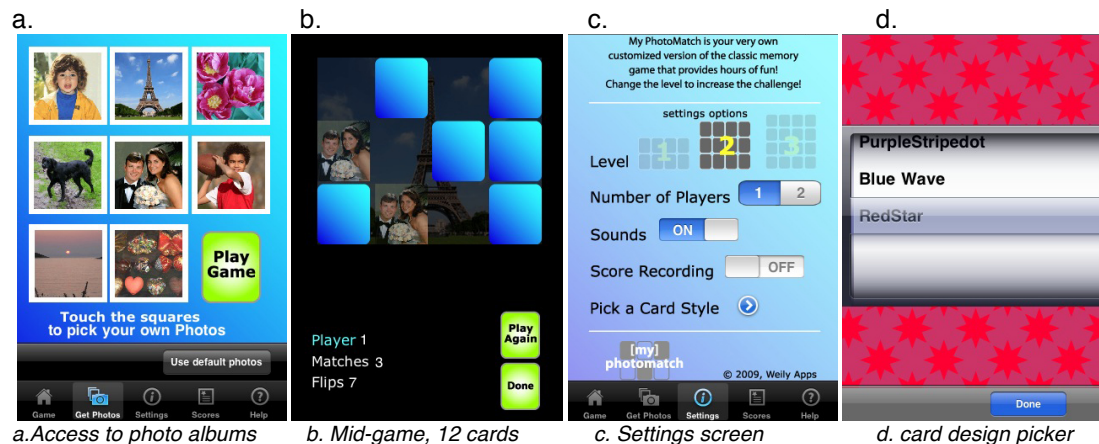 a.
b.
c.
d.
Play
Game
Touch the squares
to pick your own Photos
Use default photos
Game
Get Photos
Settings
Scores
Help
a.Access to photo albums
Player 1
Matches 3
Flips 7
Play
Again
Done
b. Mid-game, 12 cards
My PhotoMatch is your very own
customized version of the classic memory
game that provides hours of fun!
Change the level to increase the challenge!
settings options
Level 1 2 3
Number of Players 1 2
Sounds ON
Score Recording OFF
Pick a Card Style
[my]
photomatch
© 2009, Weily Apps
Game
Get Photos
Settings
Scores
Help
c. Settings screen
PurpleStripedot
Blue Wave
RedStar
Done
d. card design picker